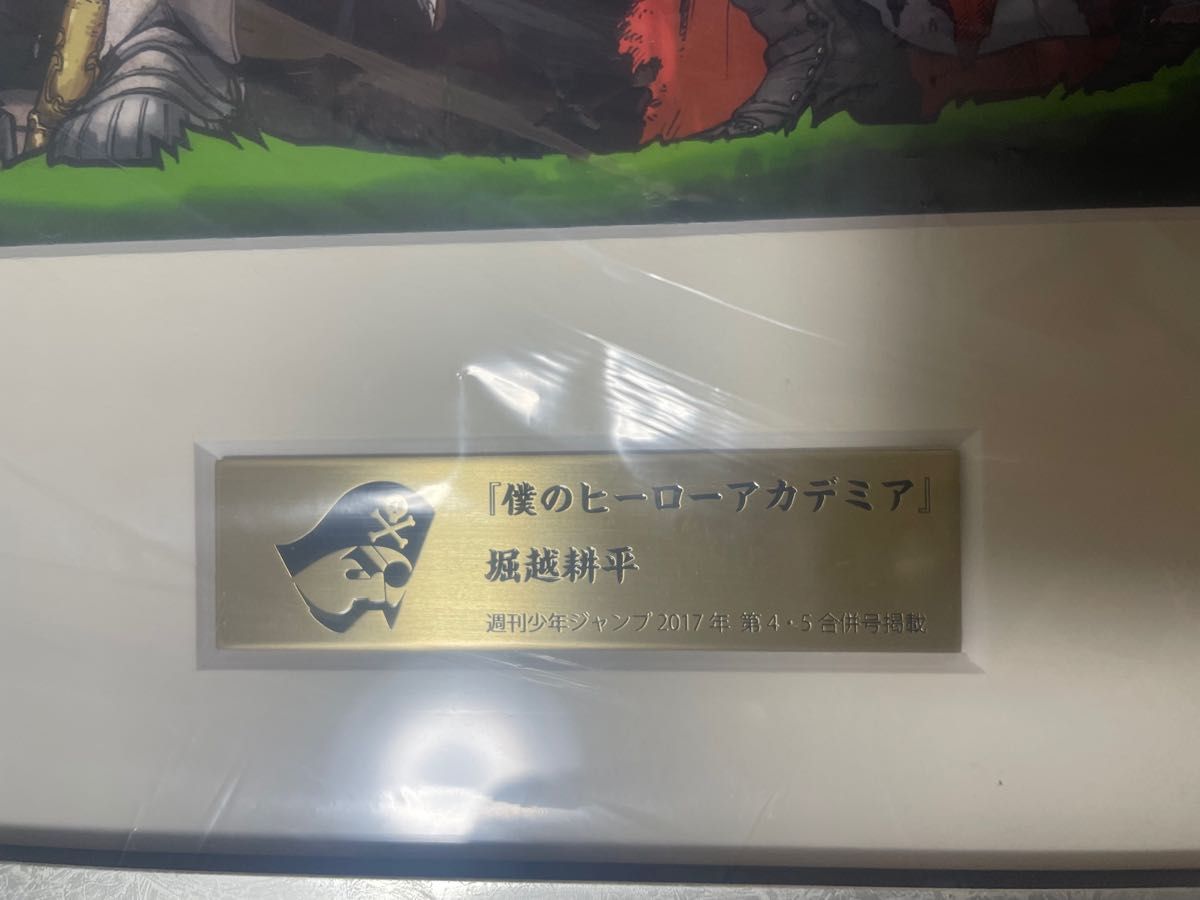 『僕のヒーローアカデミア』
堀越耕平
週刊少年ジャンプ2017年 第4・5合併号掲載